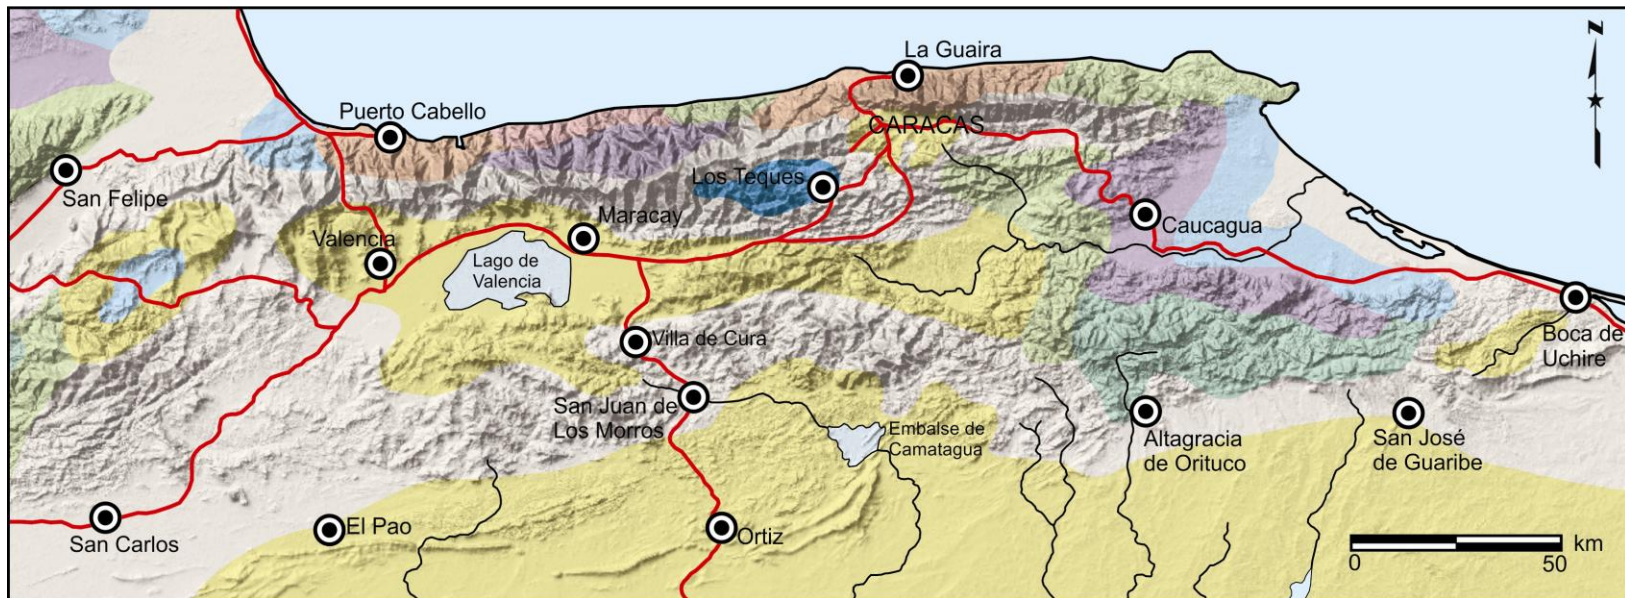 N
La Guaira
Puerto Cabello
CARACAS
San Felipe
Los Teques
Maracay
Valencia
Caucagua
Lago de
Valencia
Boca de
Uchire
Villa de Cura
San Juan de
Los Morros
Embalse de
Camatagua
Altagracia
de Orituco
San José
de Guaribe
San Carlos
El Pao
Ortiz
km
0
50